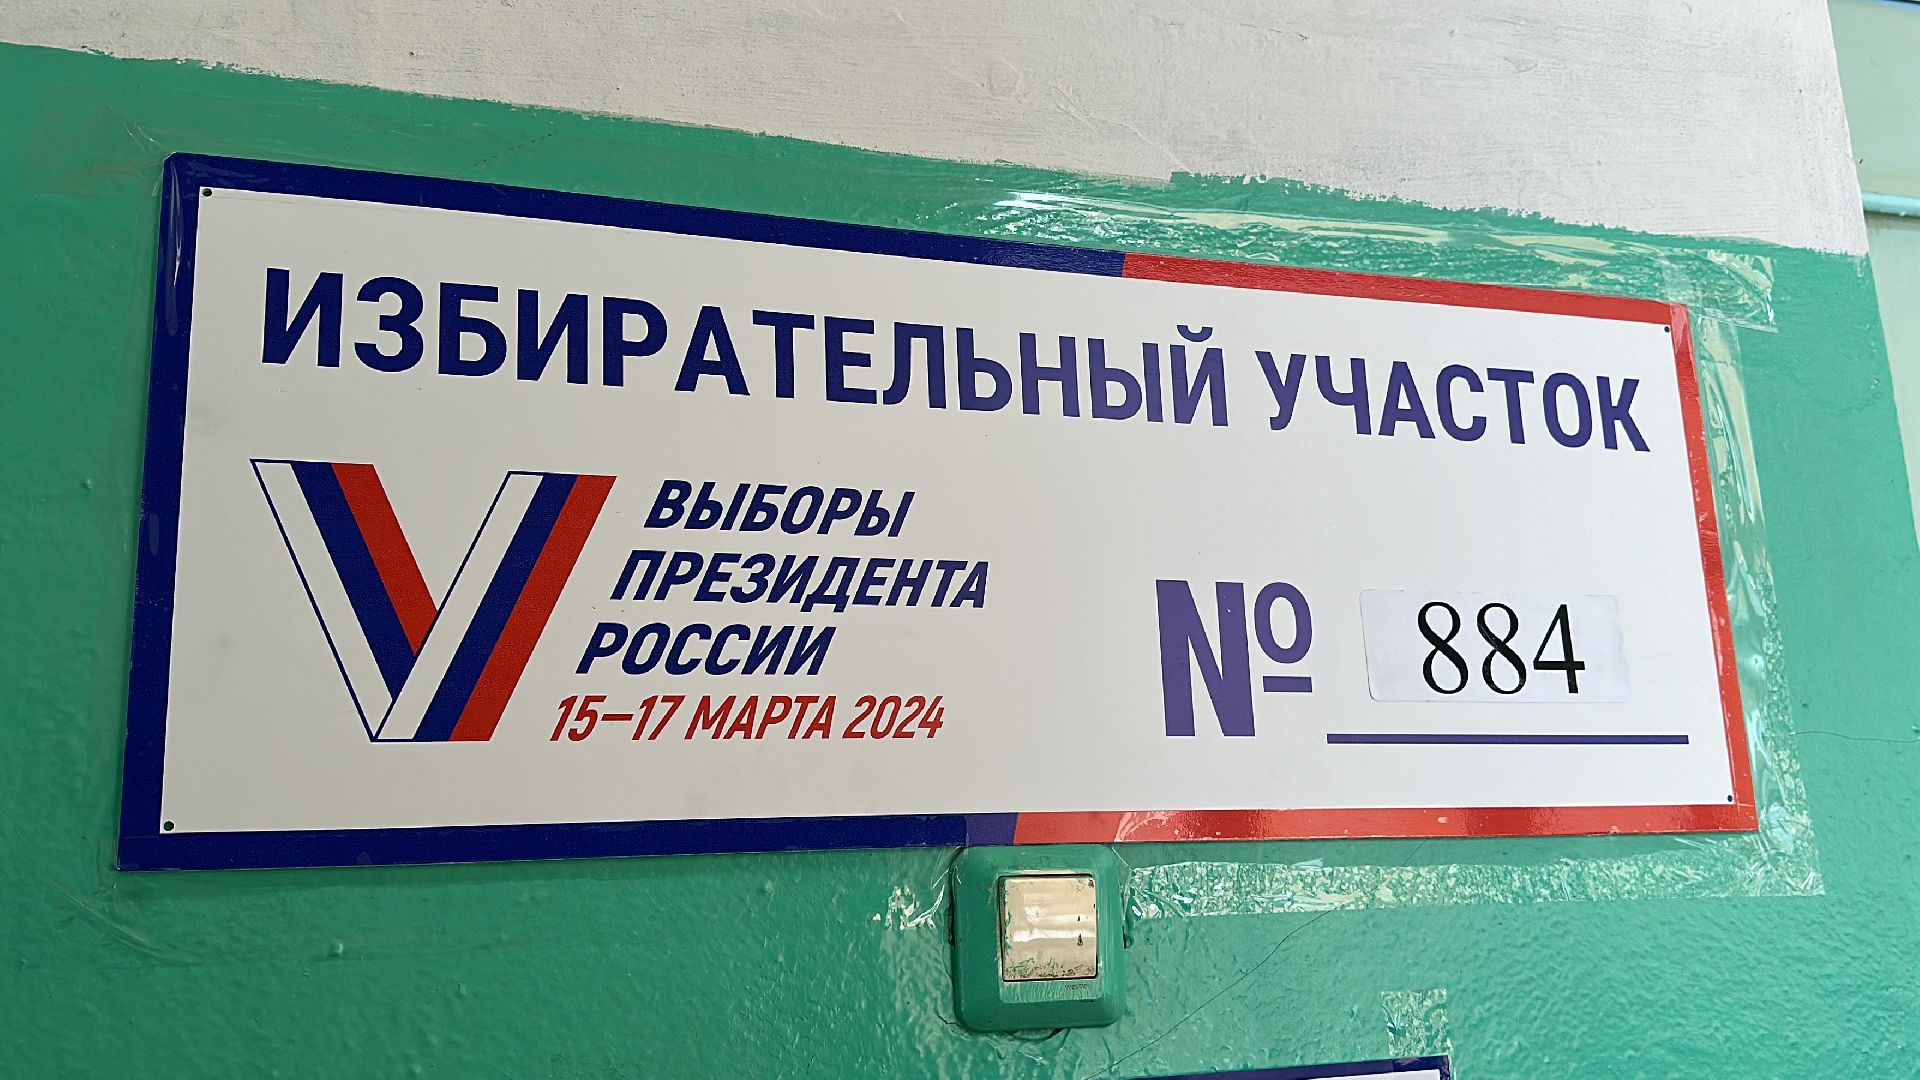 ИЗБИРАТЕЛЬНЫЙ УЧАСТОК
ВЫБОРЫ
ПРЕЗИДЕНТА
РОССИИ
15–17 МАРТА 2024
№ 884